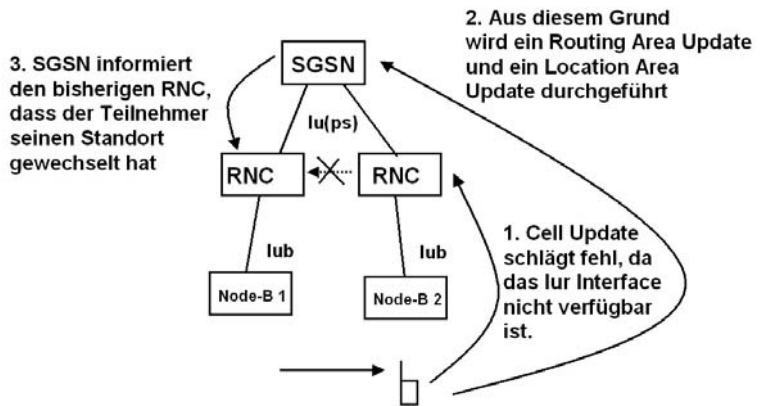 2. Aus diesem Grund
wird ein Routing Area Update
und ein Location Area
Update durchgeführt
3. SGSN informiert
den bisherigen RNC,
dass der Teilnehmer
seinen Standort
gewechselt hat
SGSN
Iu(ps)
RNC
RNC
1. Cell Update
schlägt fehl, da
das Iur Interface
nicht verfügbar
ist.
Iub
Iub
Node-B 1
Node-B 2